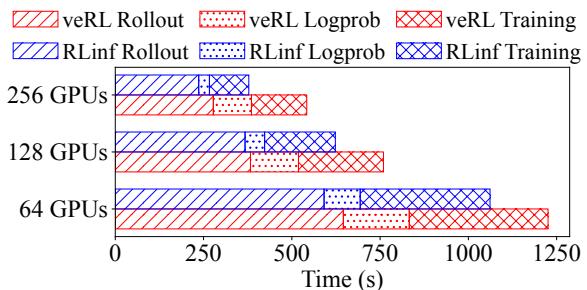 veRL Rollout veRL Logprob veRL Training
RLinf Rollout RLinf Logprob RLinf Training
256 GPUs
128 GPUs
64 GPUs
0 250 500 750 1000 1250
Time (s)